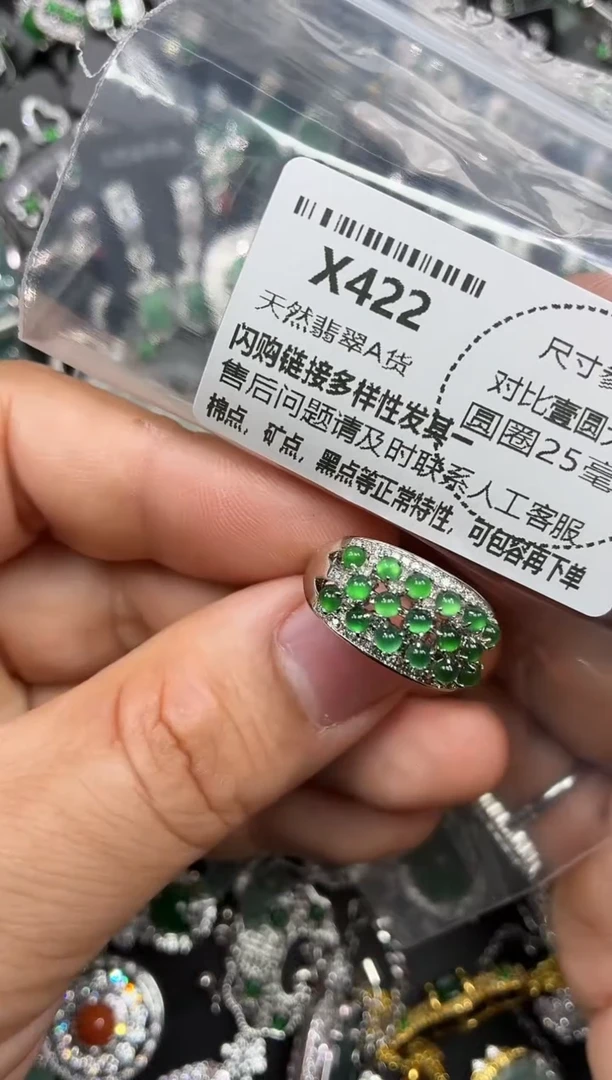 X422
天然翡翠A货
闪购链接多样性发其一
售后问题请及时联系人工客服
棉点，矿点，黑点等正常特性，可包容再下单
尺寸参
对比壹圆
圆圈25毫